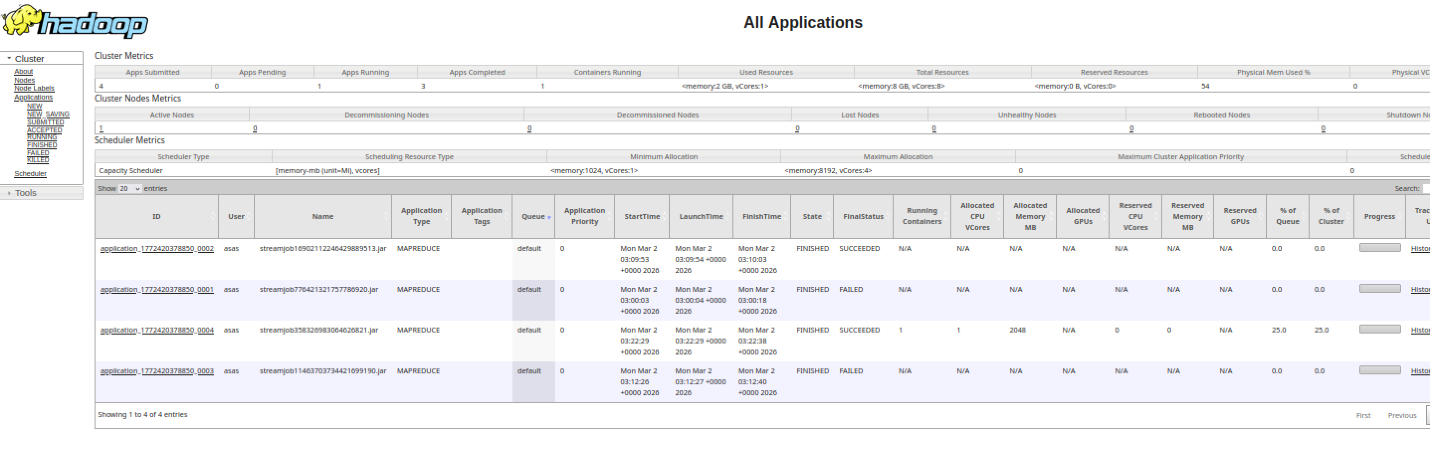 hadoop
All Applications
Cluster
About
Nodes
Node Labels
Applications
NEW
NEW_SAVING
SUBMITTED
ACCEPTED
RUNNING
FINISHED
FAILED
KILLED
Scheduler
Tools
Cluster Metrics
Apps Submitted Apps Pending Apps Running Apps Completed Containers Running Used Resources Total Resources Reserved Resources Physical Mem Used % Physical VC
4 0 1 3 1 <memory:2 GB, vCores:1> <memory:8 GB, vCores:8> <memory:0 B, vCores:0> 54 0
Cluster Nodes Metrics
Active Nodes Decommissioning Nodes Decommissioned Nodes Lost Nodes Unhealthy Nodes Rebooted Nodes Shutdown No
1 0 0 0 0 0 0
Scheduler Metrics
Scheduler Type Scheduling Resource Type Minimum Allocation Maximum Allocation Maximum Cluster Application Priority Schedule
Capacity Scheduler [memory-mb (unit=Mi), vcores] <memory:1024, vCores:1> <memory:8192, vCores:4> 0 0
Show 20 entries Search:
ID User Name Application Type Application Tags Queue Application Priority StartTime LaunchTime FinishTime State FinalStatus Running Containers Allocated CPU VCores Allocated Memory MB Allocated GPUs Reserved CPU VCores Reserved Memory MB Reserved GPUs % of Queue % of Cluster Progress Trac
application_1772420378850_0002 asas streamjob16902112246429889513.jar MAPREDUCE default 0 Mon Mar 2 03:09:53 +0000 2026 Mon Mar 2 03:09:54 +0000 2026 Mon Mar 2 03:10:03 +0000 2026 FINISHED SUCCEEDED N/A N/A N/A N/A N/A N/A N/A 0.0 0.0 Histor
application_1772420378850_0001 asas streamjob7764213217577869​20.jar MAPREDUCE default 0 Mon Mar 2 03:00:03 +0000 2026 Mon Mar 2 03:00:04 +0000 2026 Mon Mar 2 03:00:18 +0000 2026 FINISHED FAILED N/A N/A N/A N/A N/A N/A N/A 0.0 0.0 Histor
application_1772420378850_0004 asas streamjob358326983064626821.jar MAPREDUCE default 0 Mon Mar 2 03:22:29 +0000 2026 Mon Mar 2 03:22:29 +0000 2026 Mon Mar 2 03:22:38 +0000 2026 FINISHED SUCCEEDED 1 1 2048 N/A 0 0 N/A 25.0 25.0 Histor
application_1772420378850_0003 asas streamjob11463703734421699190.jar MAPREDUCE default 0 Mon Mar 2 03:12:26 +0000 2026 Mon Mar 2 03:12:27 +0000 2026 Mon Mar 2 03:12:40 +0000 2026 FINISHED FAILED N/A N/A N/A N/A N/A N/A N/A 0.0 0.0 Histor
Showing 1 to 4 of 4 entries First Previous